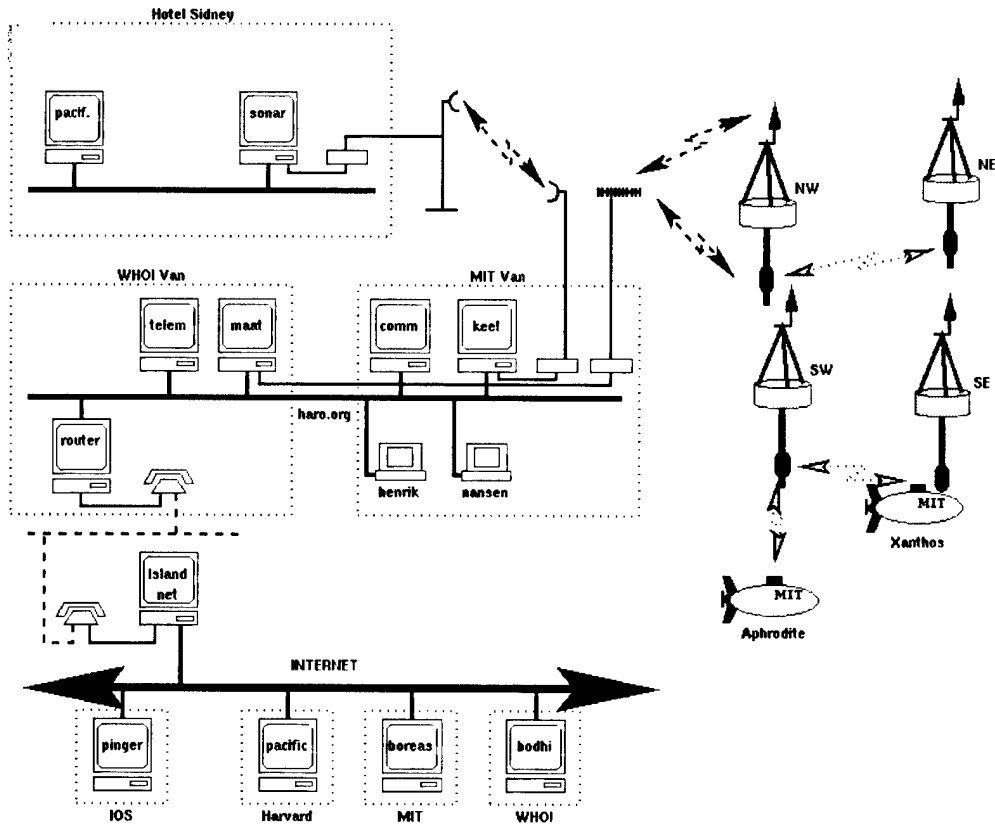 Hotel Sidney
pacif.
sonar
NW
NE
WHOI Van
MIT Van
telem
maat
comm
keel
SW
SE
haro.org
router
henrik
nansen
MIT
Xanthos
island
net
MIT
Aphrodite
INTERNET
pinger
pacific
boreas
bodhi
IOS
Harvard
MIT
WHOI